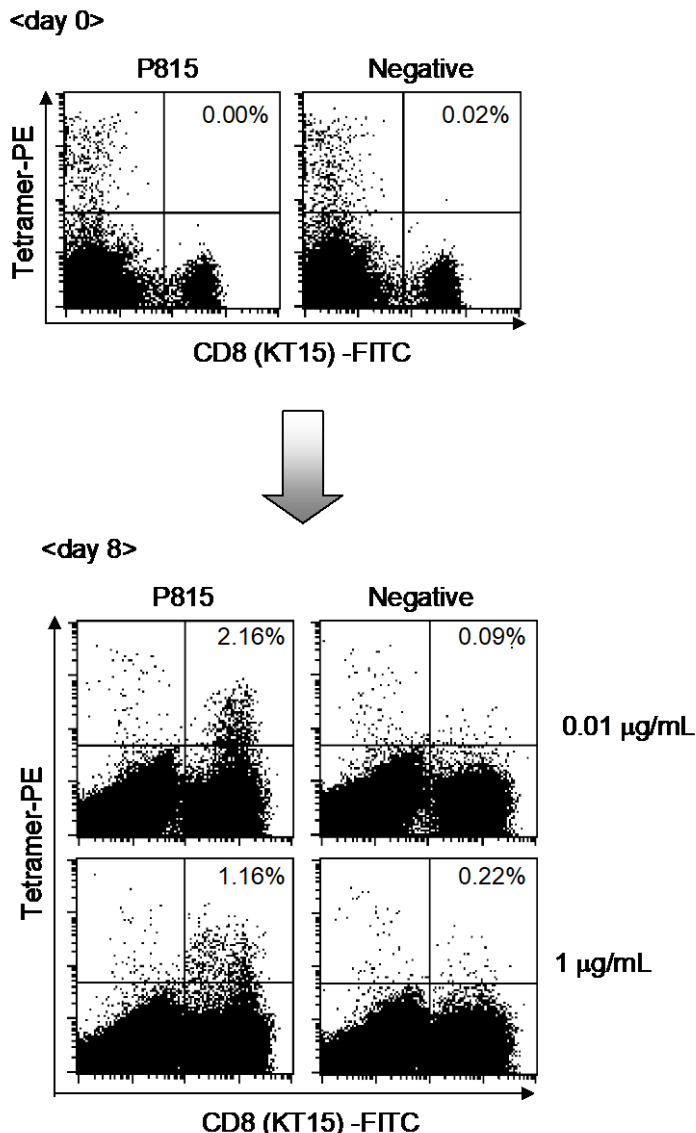 <day 0>
P815 Negative
0.00% 0.02%
Tetramer-PE
CD8 (KT15) -FITC
<day 8>
P815 Negative
2.16% 0.09%
0.01 μg/mL
1.16% 0.22%
1 μg/mL
Tetramer-PE
CD8 (KT15) -FITC